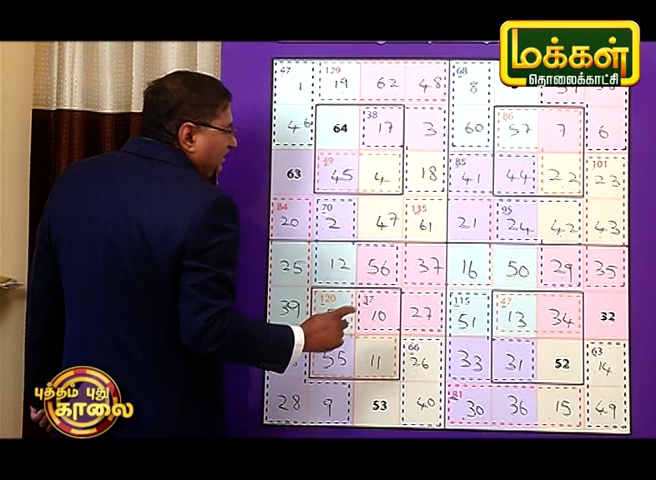 மக்கள்
தொலைக்காட்சி
47 129 68
1 19 62 48 8
38 86
46 64 17 3 60 57 7 6
49 85 101
63 45 4 18 41 44 22 23
84 70 135 95
20 2 47 61 21 24 42 43
25 12 56 37 16 50 29 35
120 37 115 47
39 10 27 51 13 34 32
66 63
55 11 26 33 31 52 14
81
28 9 53 40 30 36 15 49
புத்தம் புது
காலை